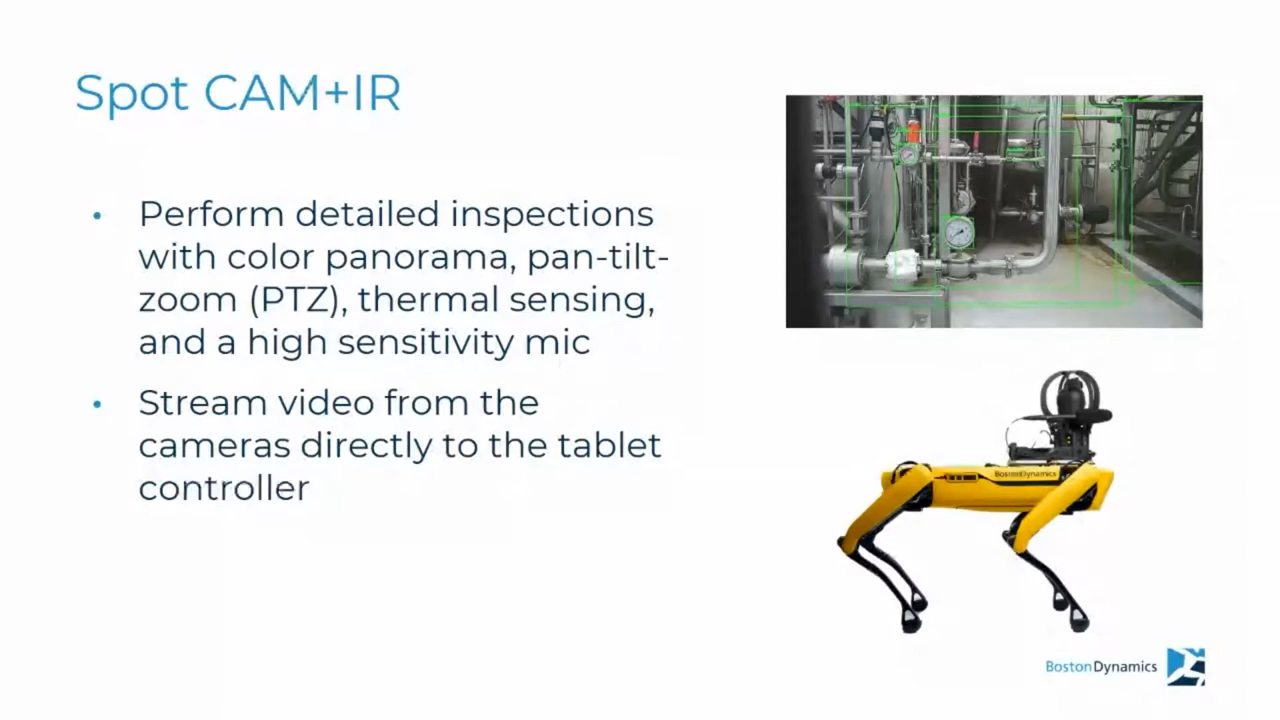 Spot CAM+IR
• Perform detailed inspections
with color panorama, pan-tilt-
zoom (PTZ), thermal sensing,
and a high sensitivity mic
• Stream video from the
cameras directly to the tablet
controller
BostonDynamics
BostonDynamics